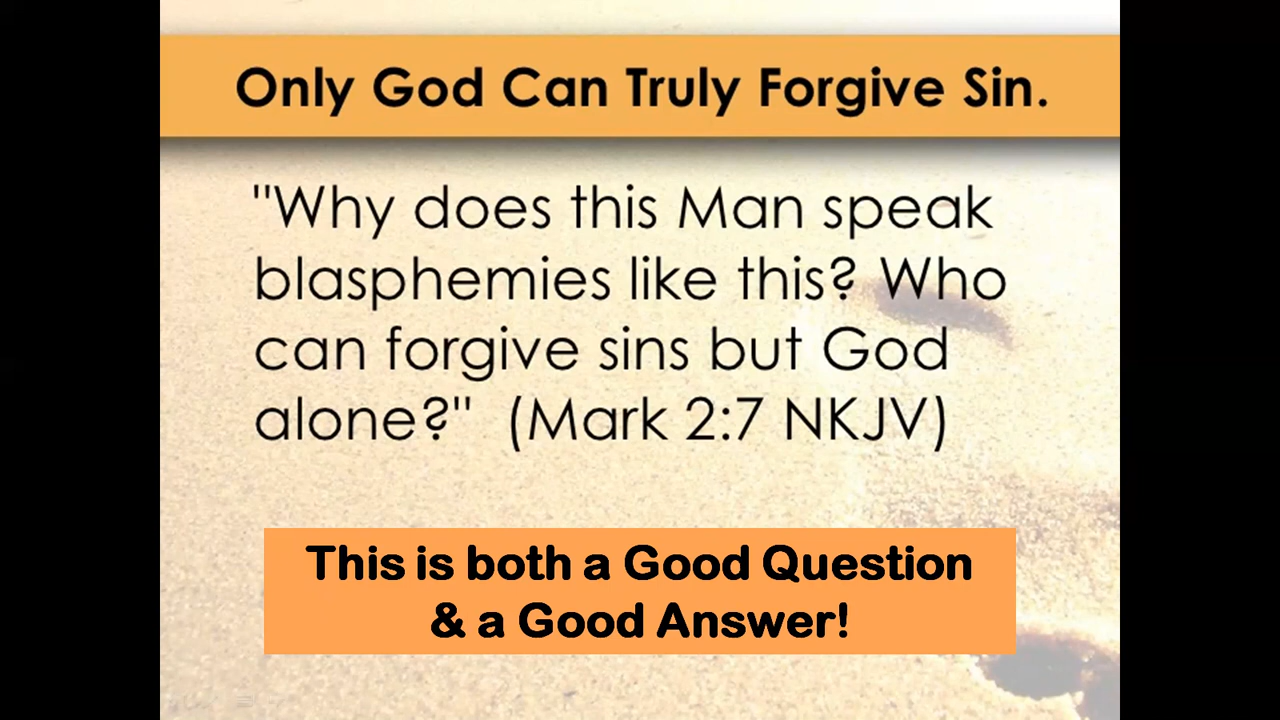 Only God Can Truly Forgive Sin.
"Why does this Man speak
blasphemies like this? Who
can forgive sins but God
alone?"  (Mark 2:7 NKJV)
This is both a Good Question
& a Good Answer!